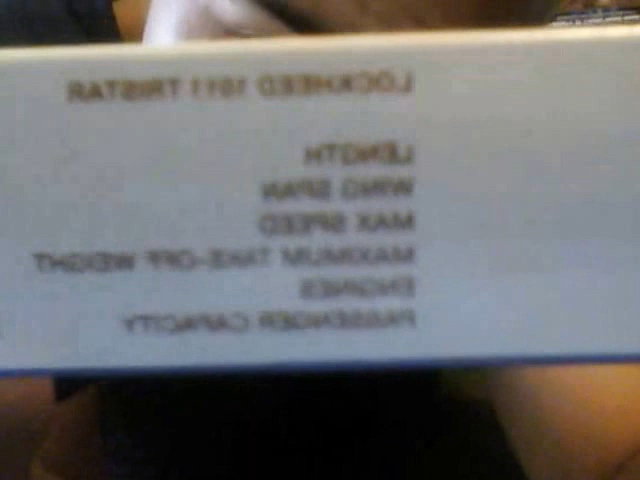 LOCKHEED 1011 TRISTAR
LENGTH
WING SPAN
MAX SPEED
MAXIMUM TAKE-OFF WEIGHT
ENGINES
PASSENGER CAPACITY